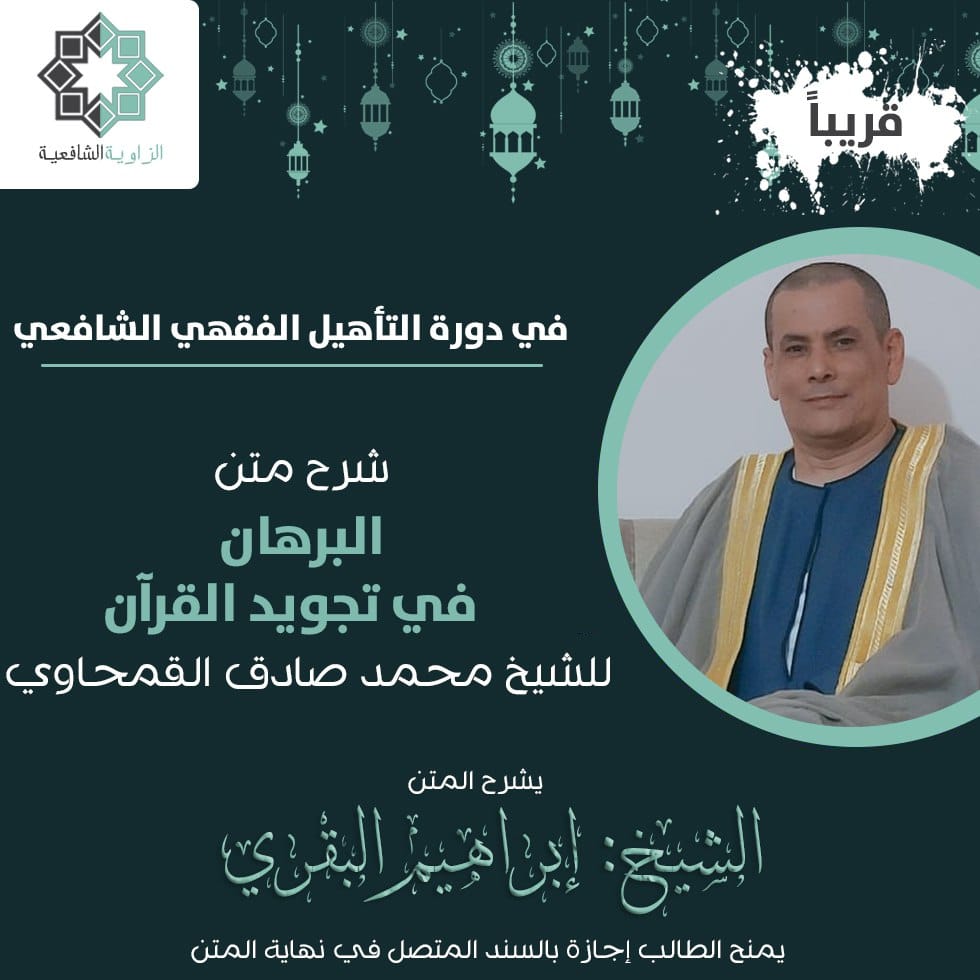 الزاوية الشافعية
قريباً
في دورة التأهيل الفقهي الشافعي
شرح متن
البرهان
في تجويد القرآن
للشيخ محمد صادق القمحاوي
يشرح المتن
الشيخ: إبراهيم البقري
يمنح الطالب إجازة بالسند المتصل في نهاية المتن